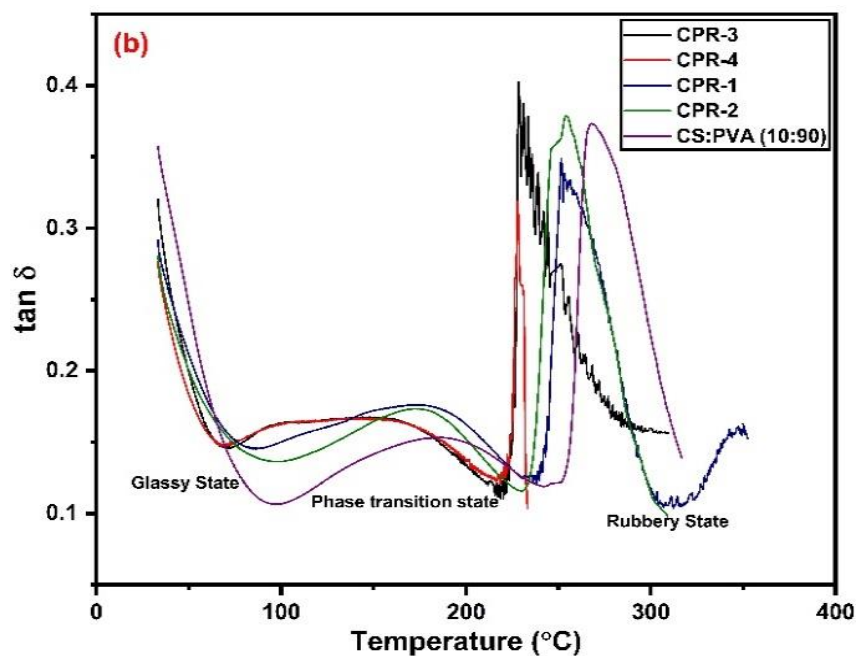 (b)
CPR-3
CPR-4
CPR-1
CPR-2
CS:PVA (10:90)
0.4
0.3
0.2
0.1
tan δ
Glassy State
Phase transition state
Rubbery State
0
100
200
300
400
Temperature (°C)